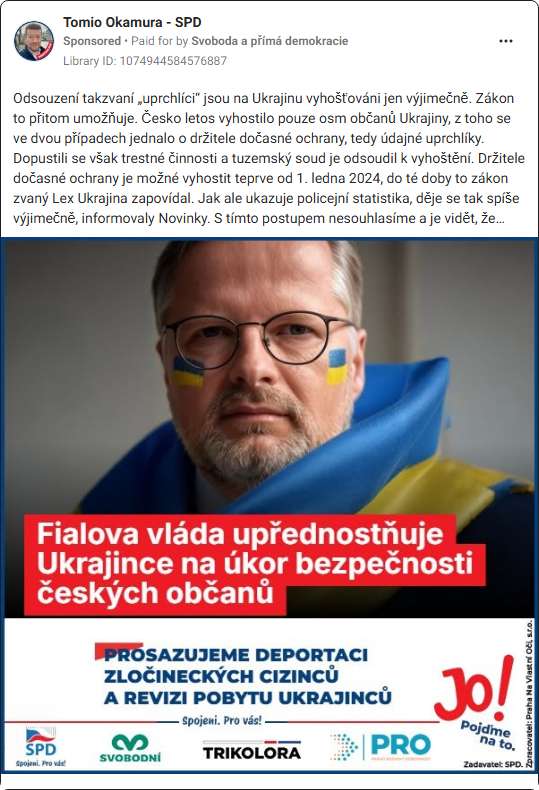 Tomio Okamura - SPD
Sponsored • Paid for by Svoboda a přímá demokracie
Library ID: 1074944584576887
Odsouzení takzvaní „uprchlíci“ jsou na Ukrajinu vyhošťováni jen výjimečně. Zákon
to přitom umožňuje. Česko letos vyhostilo pouze osm občanů Ukrajiny, z toho se
ve dvou případech jednalo o držitele dočasné ochrany, tedy údajné uprchlíky.
Dopustili se však trestné činnosti a tuzemský soud je odsoudil k vyhoštění. Držitele
dočasné ochrany je možné vyhostit teprve od 1. ledna 2024, do té doby to zákon
zvaný Lex Ukrajina zapovídal. Jak ale ukazuje policejní statistika, děje se tak spíše
výjimečně, informovaly Novinky. S tímto postupem nesouhlasíme a je vidět, že...
Fialova vláda upřednostňuje
Ukrajince na úkor bezpečnosti
českých občanů
PROSAZUJEME DEPORTACI
ZLOČINECKÝCH CIZINCŮ
A REVIZI POBYTU UKRAJINCŮ
Spojeni. Pro vás!
Jo!
Pojďme
na to.
SPD
Spojeni. Pro vás!
SVOBODNÍ
TRIKOLORA
PRO
Zadavatel: SPD.
Zpracovatel: Praha Na Vlastní Oči, s.r.o.